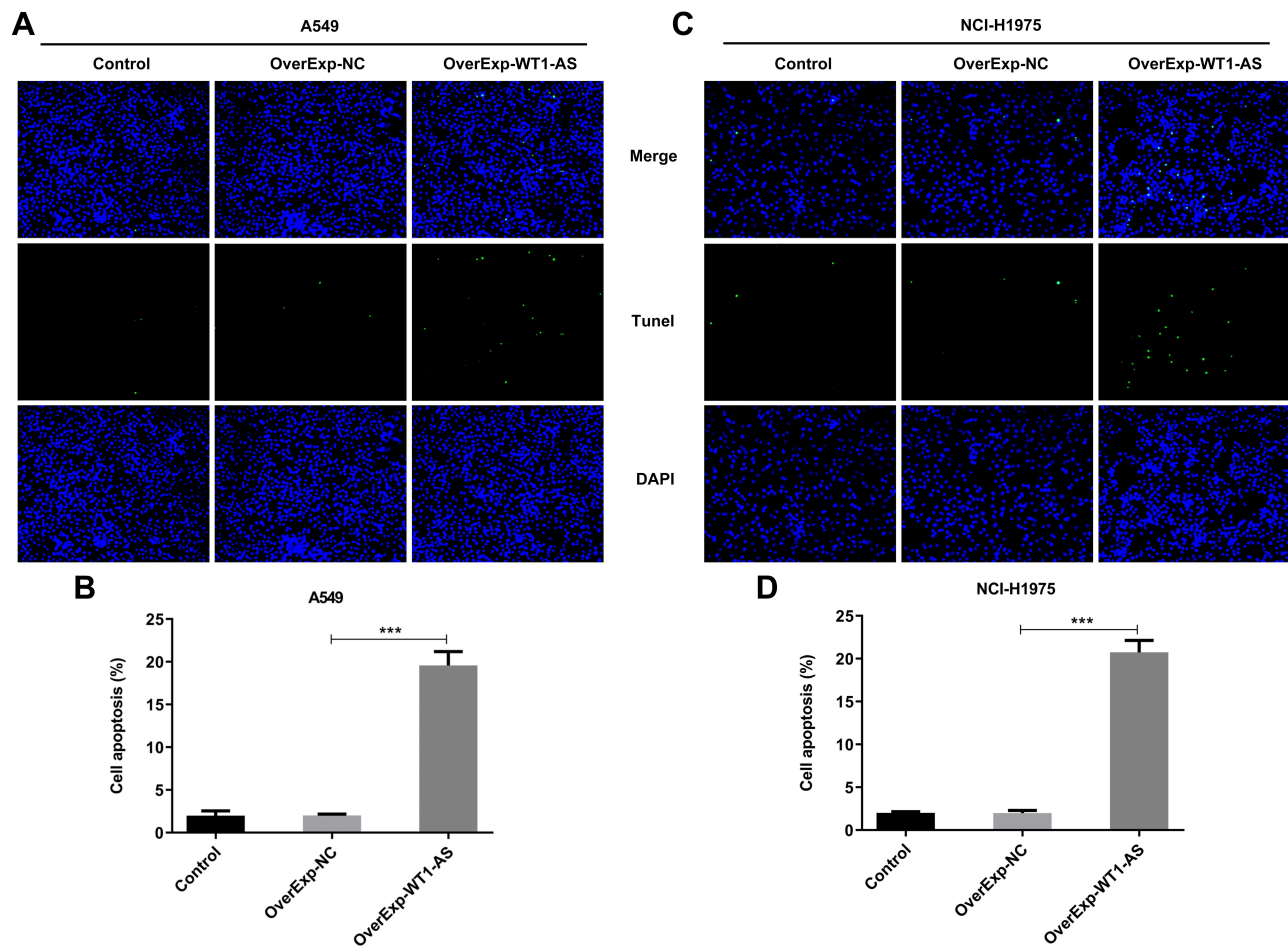 A
A549
Control
OverExp-NC
OverExp-WT1-AS
C
NCI-H1975
Control
OverExp-NC
OverExp-WT1-AS
Merge
Tunel
DAPI
B
A549
Cell apoptosis (%)
25
20
15
10
5
0
***
Control
OverExp-NC
OverExp-WT1-AS
D
NCI-H1975
Cell apoptosis (%)
25
20
15
10
5
0
***
Control
OverExp-NC
OverExp-WT1-AS